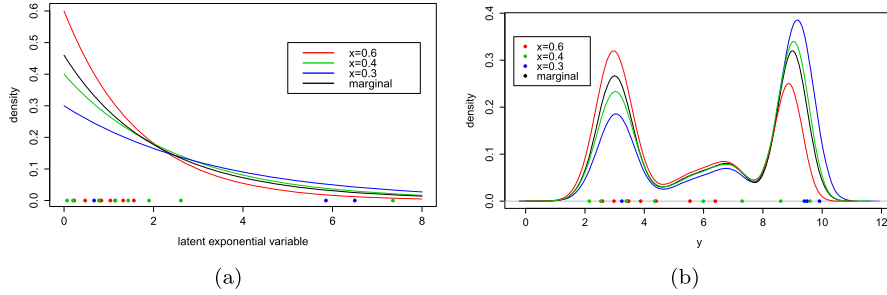 0.6
0.5
0.4
0.3
0.2
0.1
0.0
density
0 2 4 6 8
latent exponential variable
x=0.6
x=0.4
x=0.3
marginal
(a)
0.4
0.3
0.2
0.1
0.0
density
0 2 4 6 8 10 12
y
x=0.6
x=0.4
x=0.3
marginal
(b)